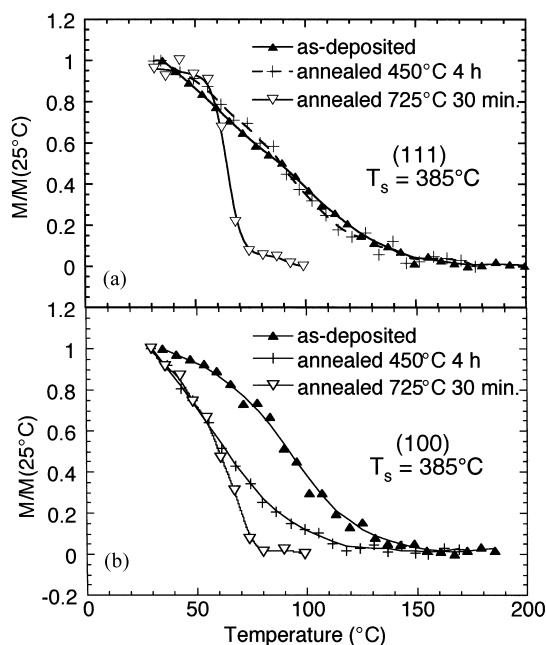 1.2
1
0.8
0.6
0.4
0.2
0
M/M(25°C)
as-deposited
annealed 450°C 4 h
annealed 725°C 30 min.
(111)
Ts = 385°C
(a)
1.2
1
0.8
0.6
0.4
0.2
0
-0.2
M/M(25°C)
as-deposited
annealed 450°C 4 h
annealed 725°C 30 min.
(100)
Ts = 385°C
(b)
0 50 100 150 200
Temperature (°C)